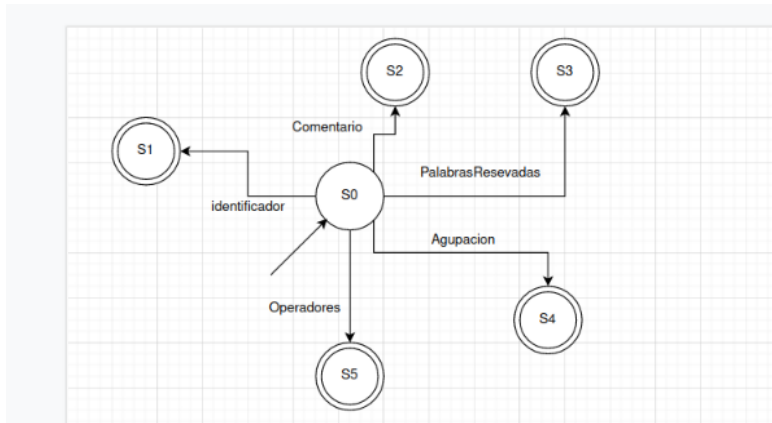 S2
S3
Comentario
S1
PalabrasResevadas
S0
identificador
Agupacion
Operadores
S4
S5